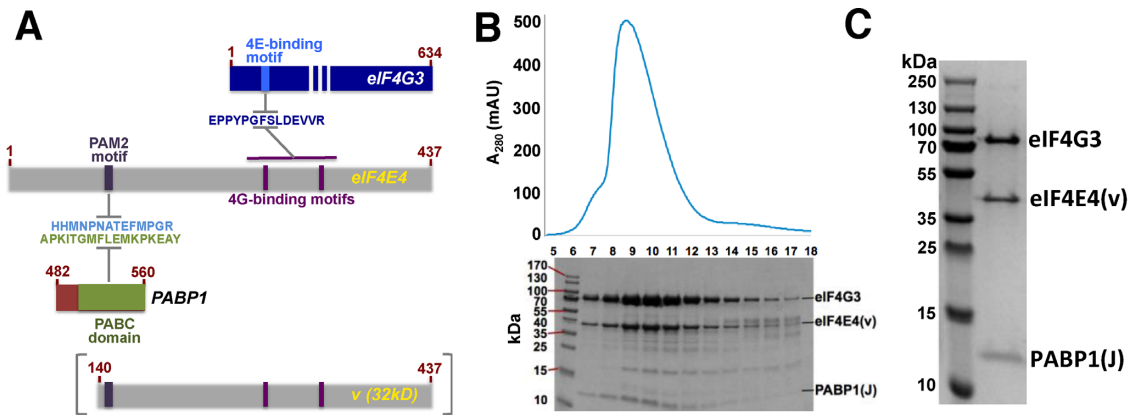 A
1
634
4E-binding
motif
eIF4G3
EPPYPGFSLDEVVR
1
437
PAM2
motif
eIF4E4
4G-binding motifs
HHMNPNATEFMPGR
APKITGMFLEMKPKEAY
482
560
PABP1
PABC
domain
140
437
v (32kD)
B
A280 (mAU)
500
400
300
200
100
0
5 6 7 8 9 10 11 12 13 14 15 16 17 18
kDa
170
130
100
70
55
40
35
25
15
10
eIF4G3
eIF4E4(v)
PABP1(J)
C
kDa
250
130
100
70
55
35
25
15
10
eIF4G3
eIF4E4(v)
PABP1(J)